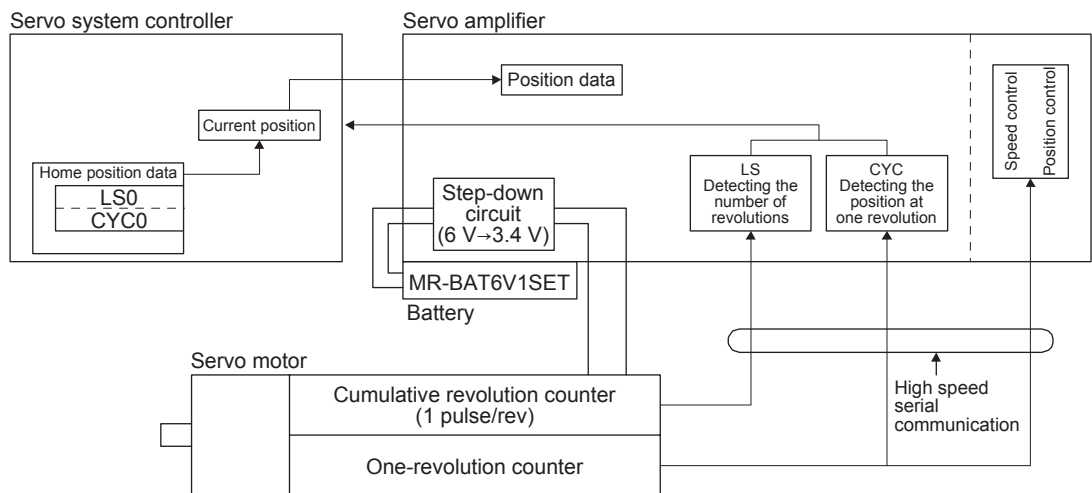 Servo system controller
Servo amplifier
Position data
Current position
Home position data
LS0
CYC0
Step-down
circuit
(6 V→3.4 V)
MR-BAT6V1SET
Battery
LS
Detecting the
number of
revolutions
CYC
Detecting the
position at
one revolution
Speed control
Position control
Servo motor
Cumulative revolution counter
(1 pulse/rev)
One-revolution counter
High speed
serial
communication